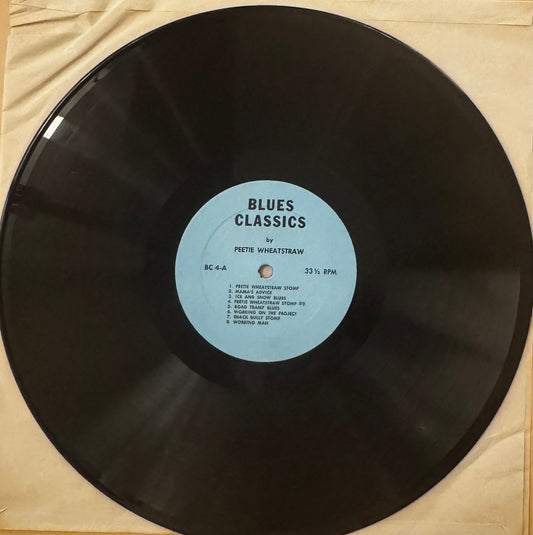 BLUES
CLASSICS
by
PEETIE WHEATSTRAW
BC 4-A 33⅓ RPM
1. PEETIE WHEATSTRAW STOMP
2. MAMA'S ADVICE
3. ICE AND SNOW BLUES
4. PEETIE WHEATSTRAW STOMP #2
5. ROAD TRAMP BLUES
6. WORKING ON THE PROJECT
7. SHACK BULLY STOMP
8. WORKING MAN